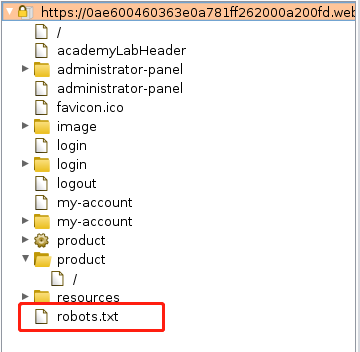 https://0ae600460363e0a781ff262000a200fd.web
/
academyLabHeader
administrator-panel
administrator-panel
favicon.ico
image
login
login
logout
my-account
my-account
product
product
/
resources
robots.txt